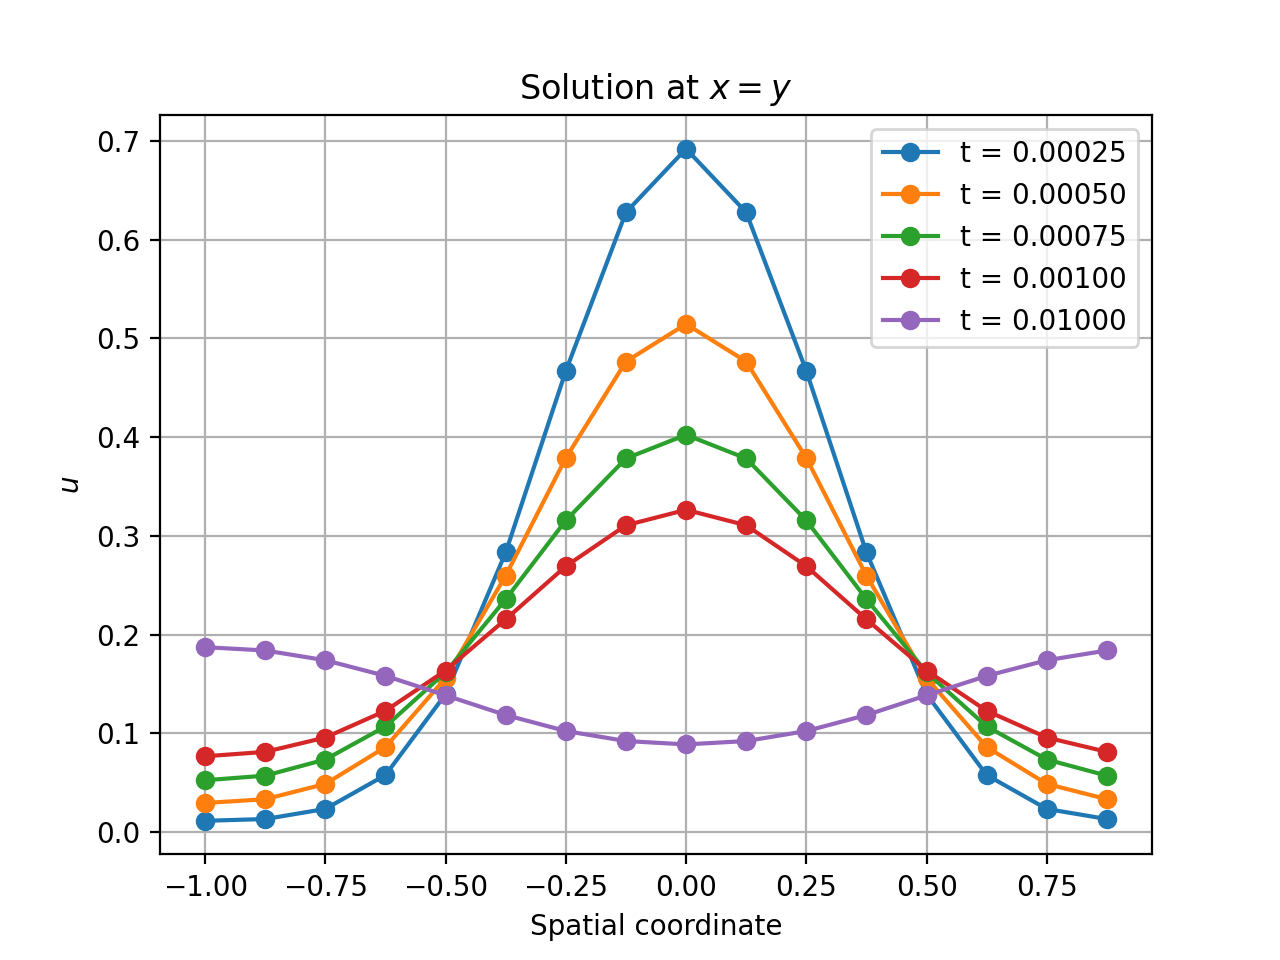 Solution at x = y
t = 0.00025
t = 0.00050
t = 0.00075
t = 0.00100
t = 0.01000
0.7
0.6
0.5
0.4
0.3
0.2
0.1
0.0
u
−1.00 −0.75 −0.50 −0.25 0.00 0.25 0.50 0.75
Spatial coordinate